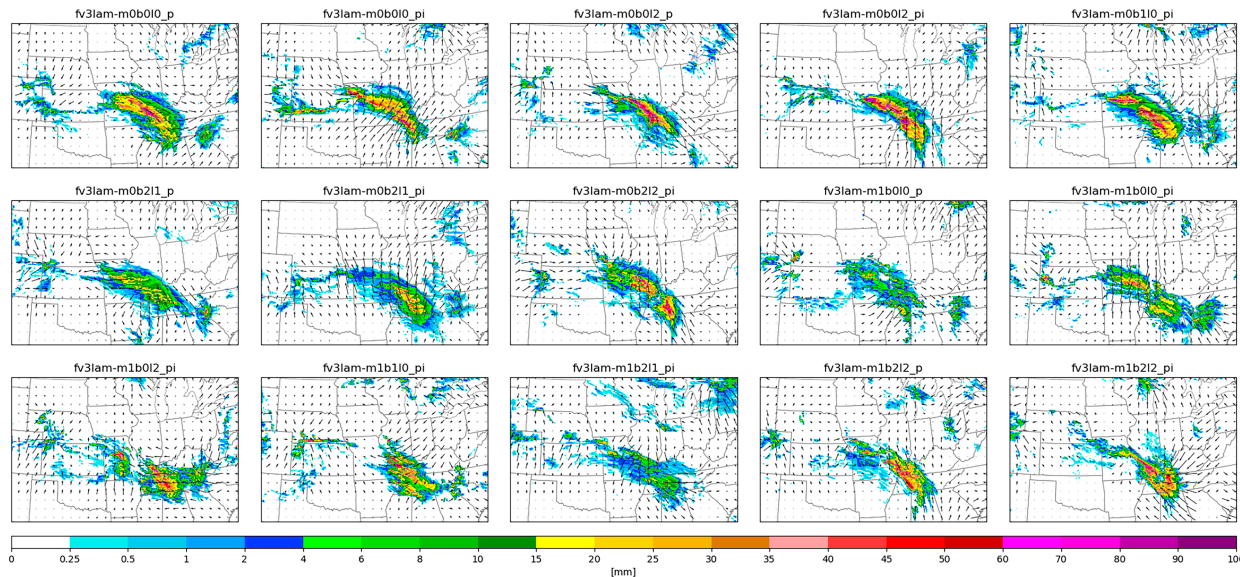 fv3lam-m0b0l0_p fv3lam-m0b0l0_pi fv3lam-m0b0l2_p fv3lam-m0b0l2_pi fv3lam-m0b1l0_pi
fv3lam-m0b2l1_p fv3lam-m0b2l1_pi fv3lam-m0b2l2_pi fv3lam-m1b0l0_p fv3lam-m1b0l0_pi
fv3lam-m1b0l2_pi fv3lam-m1b1l0_pi fv3lam-m1b2l1_pi fv3lam-m1b2l2_p fv3lam-m1b2l2_pi
0 0.25 0.5 1 2 4 6 8 10 15 20 25 30 35 40 45 50 60 70 80 90 100
[mm]